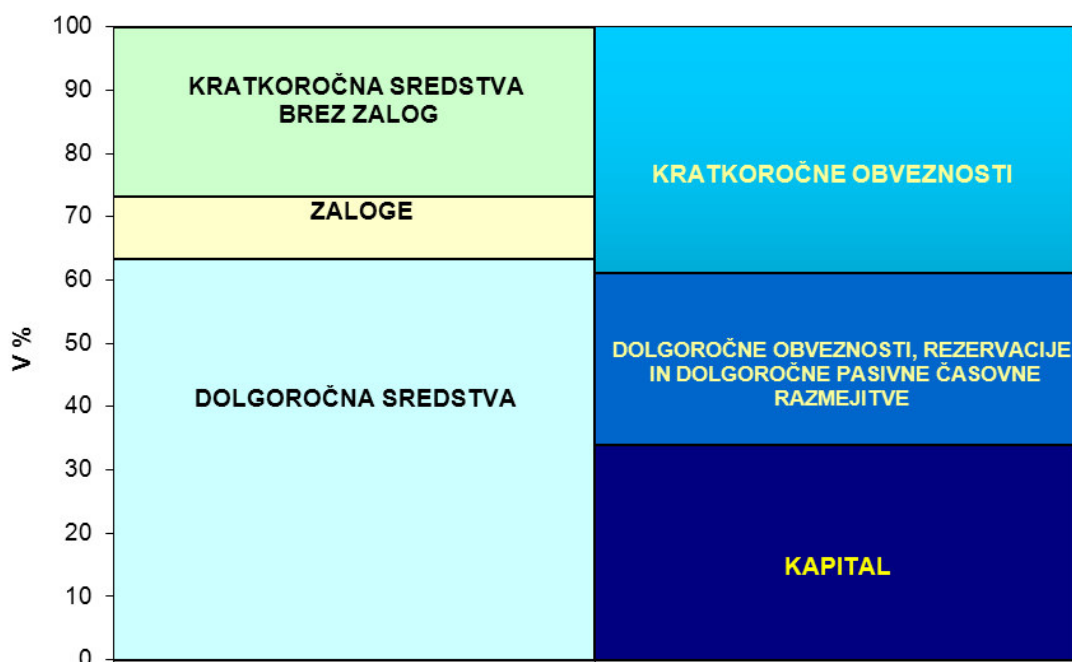 100
90
80
70
60
50
40
30
20
10
0
V %
KRATKOROČNA SREDSTVA
BREZ ZALOG
ZALOGE
DOLGOROČNA SREDSTVA
KRATKOROČNE OBVEZNOSTI
DOLGOROČNE OBVEZNOSTI, REZERVACIJE
IN DOLGOROČNE PASIVNE ČASOVNE
RAZMEJITVE
KAPITAL